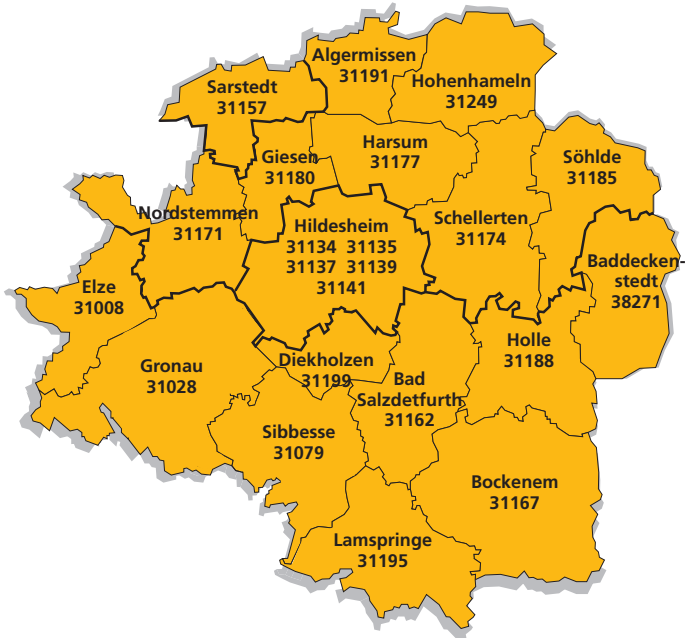 Algermissen
31191
Hohenhameln
31249
Sarstedt
31157
Harsum
31177
Giesen
31180
Söhlde
31185
Nordstemmen
31171
Hildesheim
31134 31135
31137 31139
31141
Schellerten
31174
Baddecken-
stedt
38271
Elze
31008
Holle
31188
Gronau
31028
Diekholzen
31199
Bad
Salzdetfurth
31162
Sibbesse
31079
Bockenem
31167
Lamspringe
31195